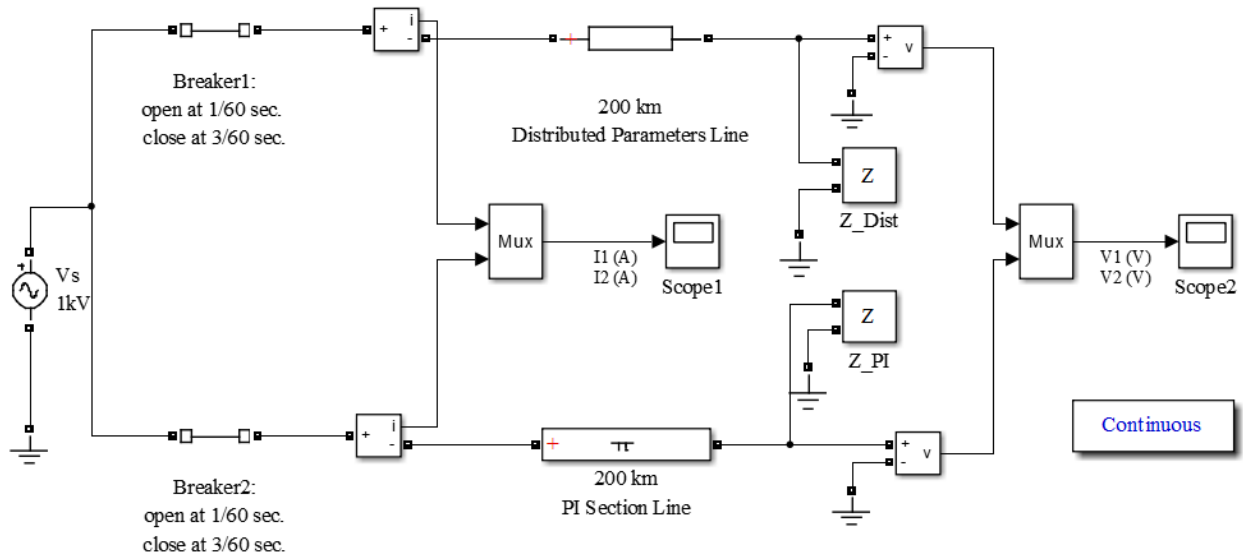 i
+
-
Breaker1:
open at 1/60 sec.
close at 3/60 sec.
200 km
Distributed Parameters Line
+
-
v
Z
Z_Dist
Mux
I1 (A)
I2 (A)
Scope1
Mux
V1 (V)
V2 (V)
Scope2
+
Vs
1kV
Z
Z_PI
Continuous
i
+
-
+
π
200 km
PI Section Line
+
-
v
Breaker2:
open at 1/60 sec.
close at 3/60 sec.